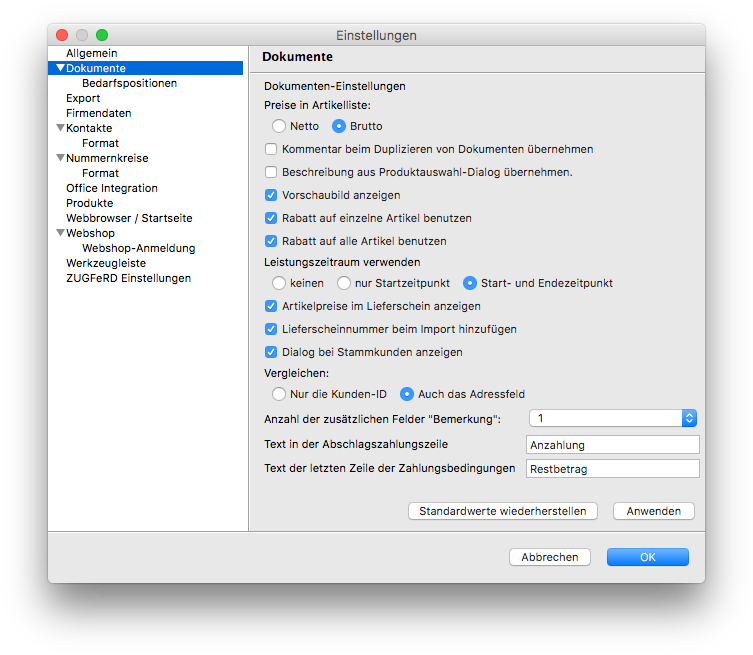 Einstellungen
Allgemein
Dokumente
Bedarfspositionen
Export
Firmendaten
Kontakte
Format
Nummernkreise
Format
Office Integration
Produkte
Webbrowser / Startseite
Webshop
Webshop-Anmeldung
Werkzeugleiste
ZUGFeRD Einstellungen
Dokumente
Dokumenten-Einstellungen
Preise in Artikelliste:
Netto Brutto
Kommentar beim Duplizieren von Dokumenten übernehmen
Beschreibung aus Produktauswahl-Dialog übernehmen.
Vorschaubild anzeigen
Rabatt auf einzelne Artikel benutzen
Rabatt auf alle Artikel benutzen
Leistungszeitraum verwenden
keinen nur Startzeitpunkt Start- und Endezeitpunkt
Artikelpreise im Lieferschein anzeigen
Lieferscheinnummer beim Import hinzufügen
Dialog bei Stammkunden anzeigen
Vergleichen:
Nur die Kunden-ID Auch das Adressfeld
Anzahl der zusätzlichen Felder "Bemerkung": 1
Text in der Abschlagszahlungszeile Anzahlung
Text der letzten Zeile der Zahlungsbedingungen Restbetrag
Standardwerte wiederherstellen Anwenden
Abbrechen OK